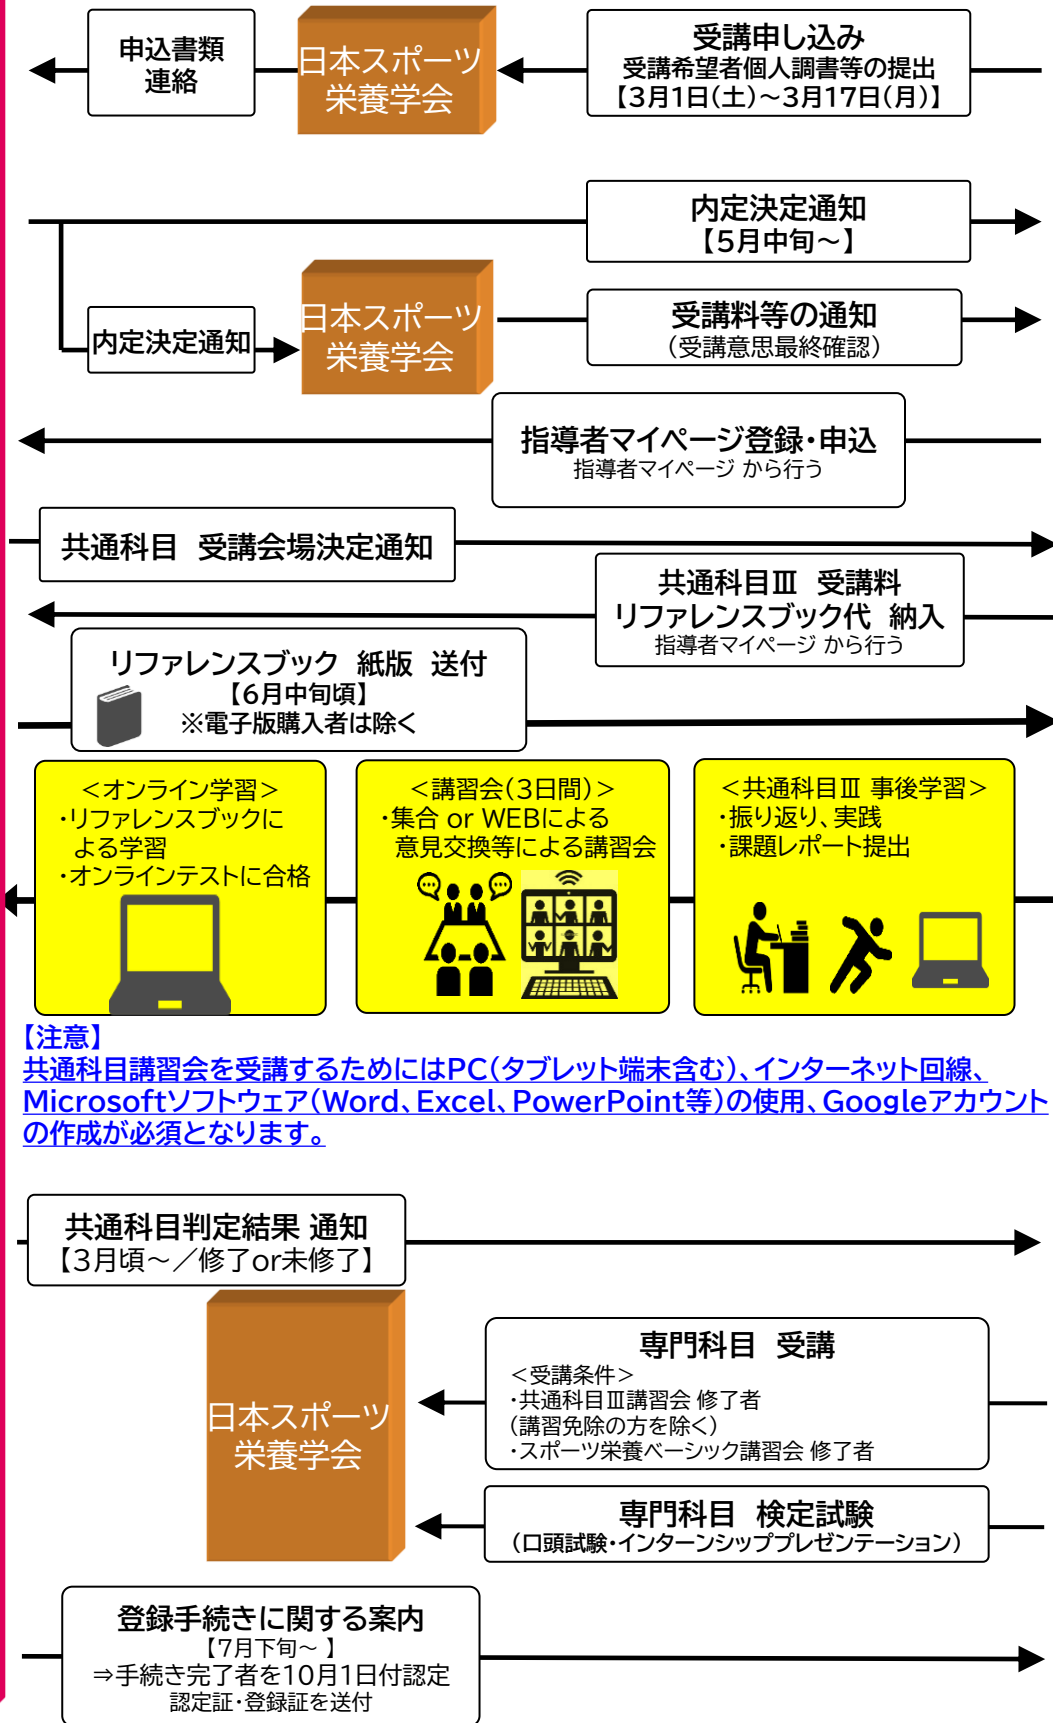 申込書類
連絡
日本スポーツ
栄養学会
受講申し込み
受講希望者個人調書等の提出
【3月1日(土)～3月17日(月)】
内定決定通知
【5月中旬～】
内定決定通知
日本スポーツ
栄養学会
受講料等の通知
(受講意思最終確認)
指導者マイページ登録・申込
指導者マイページ から行う
共通科目 受講会場決定通知
共通科目Ⅲ 受講料
リファレンスブック代 納入
指導者マイページ から行う
リファレンスブック 紙版 送付
【6月中旬頃】
※電子版購入者は除く
＜オンライン学習＞
・リファレンスブックに
よる学習
・オンラインテストに合格
＜講習会(3日間)＞
・集合 or WEBによる
意見交換等による講習会
＜共通科目Ⅲ 事後学習＞
・振り返り、実践
・課題レポート提出
【注意】
共通科目講習会を受講するためにはPC(タブレット端末含む)、インターネット回線、
Microsoftソフトウェア(Word、Excel、PowerPoint等)の使用、Googleアカウント
の作成が必須となります。
共通科目判定結果 通知
【3月頃～／修了or未修了】
日本スポーツ
栄養学会
専門科目 受講
＜受講条件＞
・共通科目Ⅲ講習会 修了者
(講習免除の方を除く)
・スポーツ栄養ベーシック講習会 修了者
専門科目 検定試験
(口頭試験・インターンシッププレゼンテーション)
登録手続きに関する案内
【7月下旬～ 】
⇒手続き完了者を10月1日付認定
認定証・登録証を送付